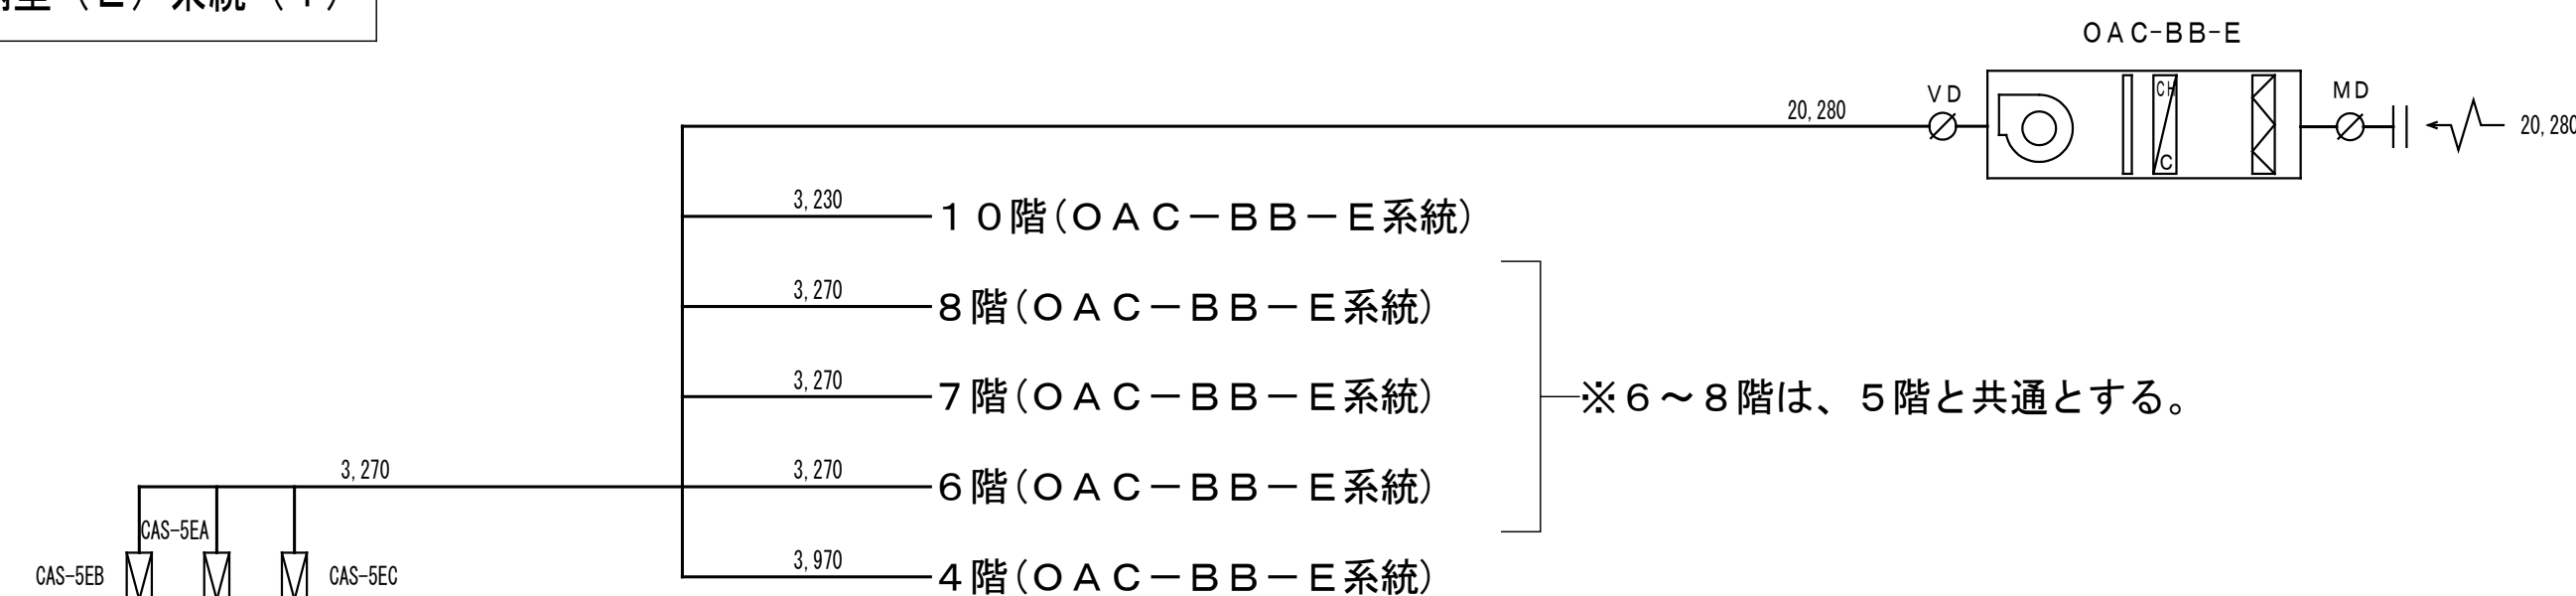 系統（１）
ＯＡＣ−ＢＢ−Ｅ
ＶＤ
ＭＤ
20,280
20,280
ＣＨ
Ｃ
3,230
１０階（ＯＡＣ－ＢＢ－Ｅ系統）
3,270
８階（ＯＡＣ－ＢＢ－Ｅ系統）
3,270
７階（ＯＡＣ－ＢＢ－Ｅ系統）
※６～８階は、５階と共通とする。
3,270
3,270
６階（ＯＡＣ－ＢＢ－Ｅ系統）
CAS-5EA
3,970
４階（ＯＡＣ－ＢＢ－Ｅ系統）
CAS-5EB
CAS-5EC